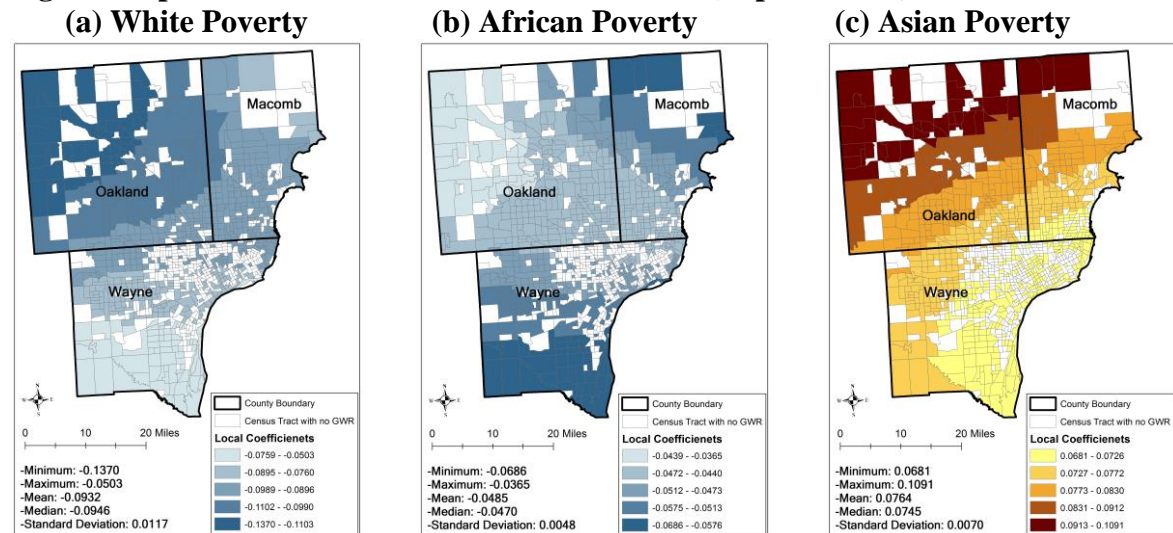 (a) White Poverty
(b) African Poverty
(c) Asian Poverty
Macomb
Oakland
Wayne
N
W
E
S
0 10 20 Miles
County Boundary
Census Tract with no GWR
Local Coefficienets
-0.0759 - -0.0503
-0.0895 - -0.0760
-0.0989 - -0.0896
-0.1102 - -0.0990
-0.1370 - -0.1103
-Minimum: -0.1370
-Maximum: -0.0503
-Mean: -0.0932
-Median: -0.0946
-Standard Deviation: 0.0117
Macomb
Oakland
Wayne
N
W
E
S
0 10 20 Miles
County Boundary
Census Tract with no GWR
Local Coefficienets
-0.0439 - -0.0365
-0.0472 - -0.0440
-0.0512 - -0.0473
-0.0575 - -0.0513
-0.0686 - -0.0576
-Minimum: -0.0686
-Maximum: -0.0365
-Mean: -0.0485
-Median: -0.0470
-Standard Deviation: 0.0048
Macomb
Oakland
Wayne
N
W
E
S
0 10 20 Miles
County Boundary
Census Tract with no GWR
Local Coefficienets
0.0681 - 0.0726
0.0727 - 0.0772
0.0773 - 0.0830
0.0831 - 0.0912
0.0913 - 0.1091
-Minimum: 0.0681
-Maximum: 0.1091
-Mean: 0.0764
-Median: 0.0745
-Standard Deviation: 0.0070